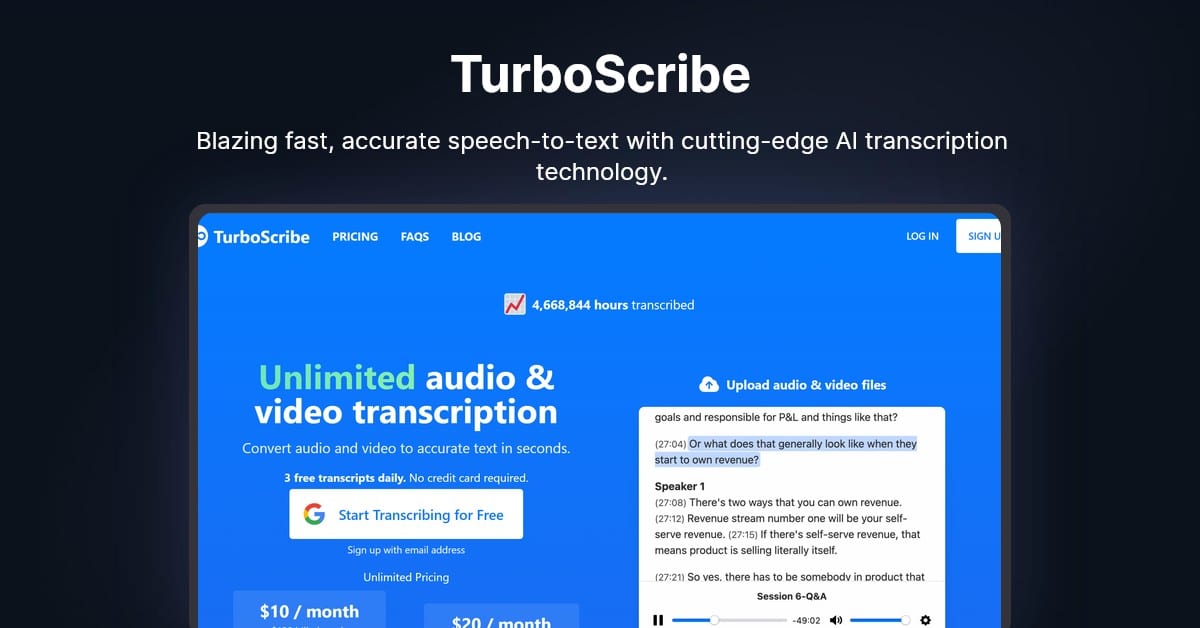 TurboScribe
Blazing fast, accurate speech-to-text with cutting-edge AI transcription
technology.
TurboScribe PRICING FAQS BLOG LOG IN SIGN U
4,668,844 hours transcribed
Unlimited audio &
video transcription
Convert audio and video to accurate text in seconds.
3 free transcripts daily. No credit card required.
Start Transcribing for Free
Sign up with email address
Unlimited Pricing
$10 / month
$20 / month
Upload audio & video files
goals and responsible for P&L and things like that?
(27:04) Or what does that generally look like when they
start to own revenue?
Speaker 1
(27:08) There's two ways that you can own revenue.
(27:12) Revenue stream number one will be your self-
serve revenue. (27:15) If there's self-serve revenue, that
means product is selling literally itself.
(27:21) So yes, there has to be somebody in product that
Session 6-Q&A
-49:02